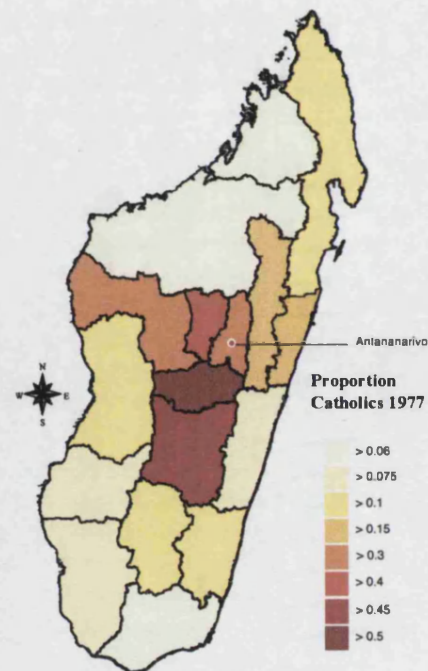 Antananarivo
Proportion
Catholics 1977
N
W E
S
> 0.06
> 0.075
> 0.1
> 0.15
> 0.3
> 0.4
> 0.45
> 0.5